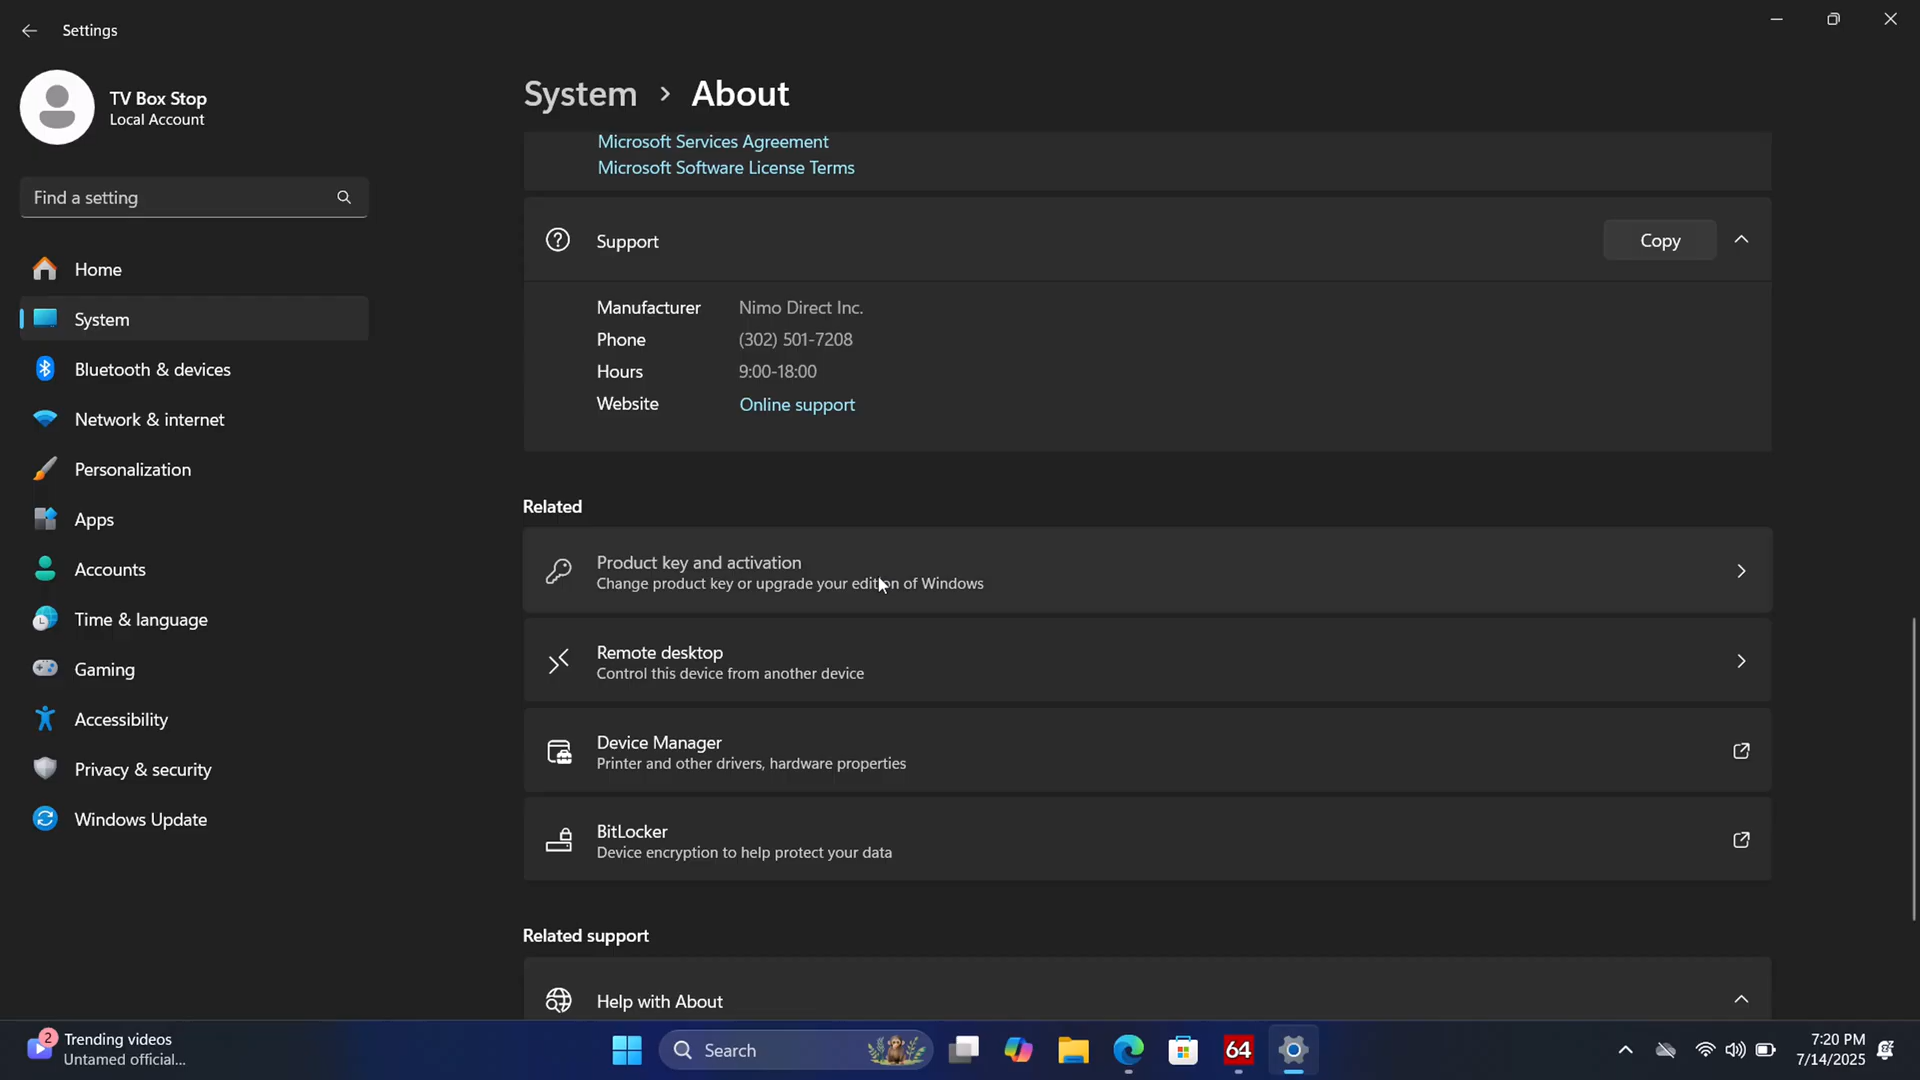 Settings
TV Box Stop
Local Account
Find a setting
Home
System
Bluetooth & devices
Network & internet
Personalization
Apps
Accounts
Time & language
Gaming
Accessibility
Privacy & security
Windows Update
System › About
Microsoft Services Agreement
Microsoft Software License Terms
Support
Copy
Manufacturer Nimo Direct Inc.
Phone (302) 501-7208
Hours 9:00-18:00
Website Online support
Related
Product key and activation
Change product key or upgrade your edition of Windows
Remote desktop
Control this device from another device
Device Manager
Printer and other drivers, hardware properties
BitLocker
Device encryption to help protect your data
Related support
Help with About
2
Trending videos
Untamed official...
Search
64
7:20 PM
7/14/2025